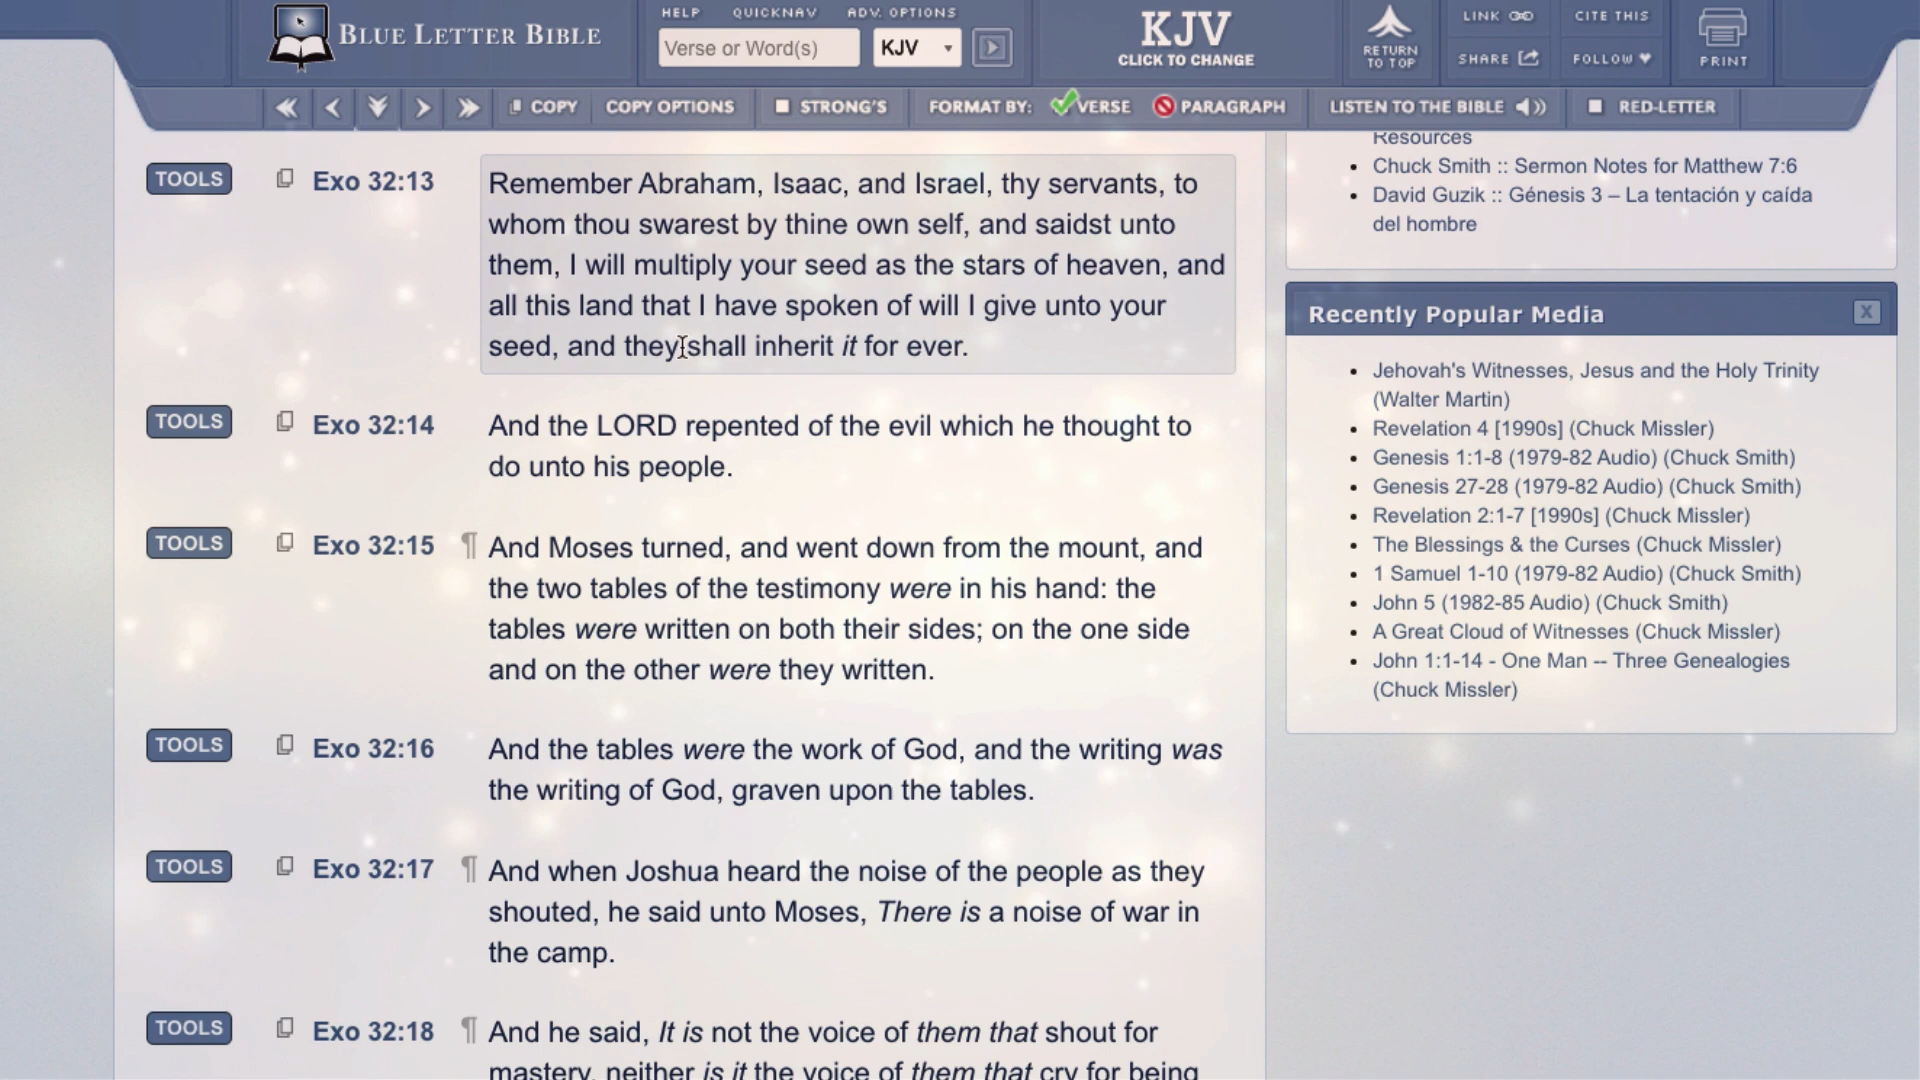 BLUE LETTER BIBLE
HELP QUICKNAV ADV. OPTIONS
Verse or Word(s) KJV
KJV
CLICK TO CHANGE
RETURN
TO TOP
LINK
CITE THIS
SHARE
FOLLOW
PRINT
COPY COPY OPTIONS STRONG'S FORMAT BY: VERSE PARAGRAPH LISTEN TO THE BIBLE RED-LETTER
TOOLS Exo 32:13 Remember Abraham, Isaac, and Israel, thy servants, to
whom thou swarest by thine own self, and saidst unto
them, I will multiply your seed as the stars of heaven, and
all this land that I have spoken of will I give unto your
seed, and they shall inherit it for ever.
TOOLS Exo 32:14 And the LORD repented of the evil which he thought to
do unto his people.
TOOLS Exo 32:15 ¶ And Moses turned, and went down from the mount, and
the two tables of the testimony were in his hand: the
tables were written on both their sides; on the one side
and on the other were they written.
TOOLS Exo 32:16 And the tables were the work of God, and the writing was
the writing of God, graven upon the tables.
TOOLS Exo 32:17 ¶ And when Joshua heard the noise of the people as they
shouted, he said unto Moses, There is a noise of war in
the camp.
TOOLS Exo 32:18 ¶ And he said, It is not the voice of them that shout for
mastery, neither is it the voice of them that cry for being
Resources
• Chuck Smith :: Sermon Notes for Matthew 7:6
• David Guzik :: Génesis 3 – La tentación y caída
del hombre
Recently Popular Media X
• Jehovah's Witnesses, Jesus and the Holy Trinity
(Walter Martin)
• Revelation 4 [1990s] (Chuck Missler)
• Genesis 1:1-8 (1979-82 Audio) (Chuck Smith)
• Genesis 27-28 (1979-82 Audio) (Chuck Smith)
• Revelation 2:1-7 [1990s] (Chuck Missler)
• The Blessings & the Curses (Chuck Missler)
• 1 Samuel 1-10 (1979-82 Audio) (Chuck Smith)
• John 5 (1982-85 Audio) (Chuck Smith)
• A Great Cloud of Witnesses (Chuck Missler)
• John 1:1-14 - One Man -- Three Genealogies
(Chuck Missler)